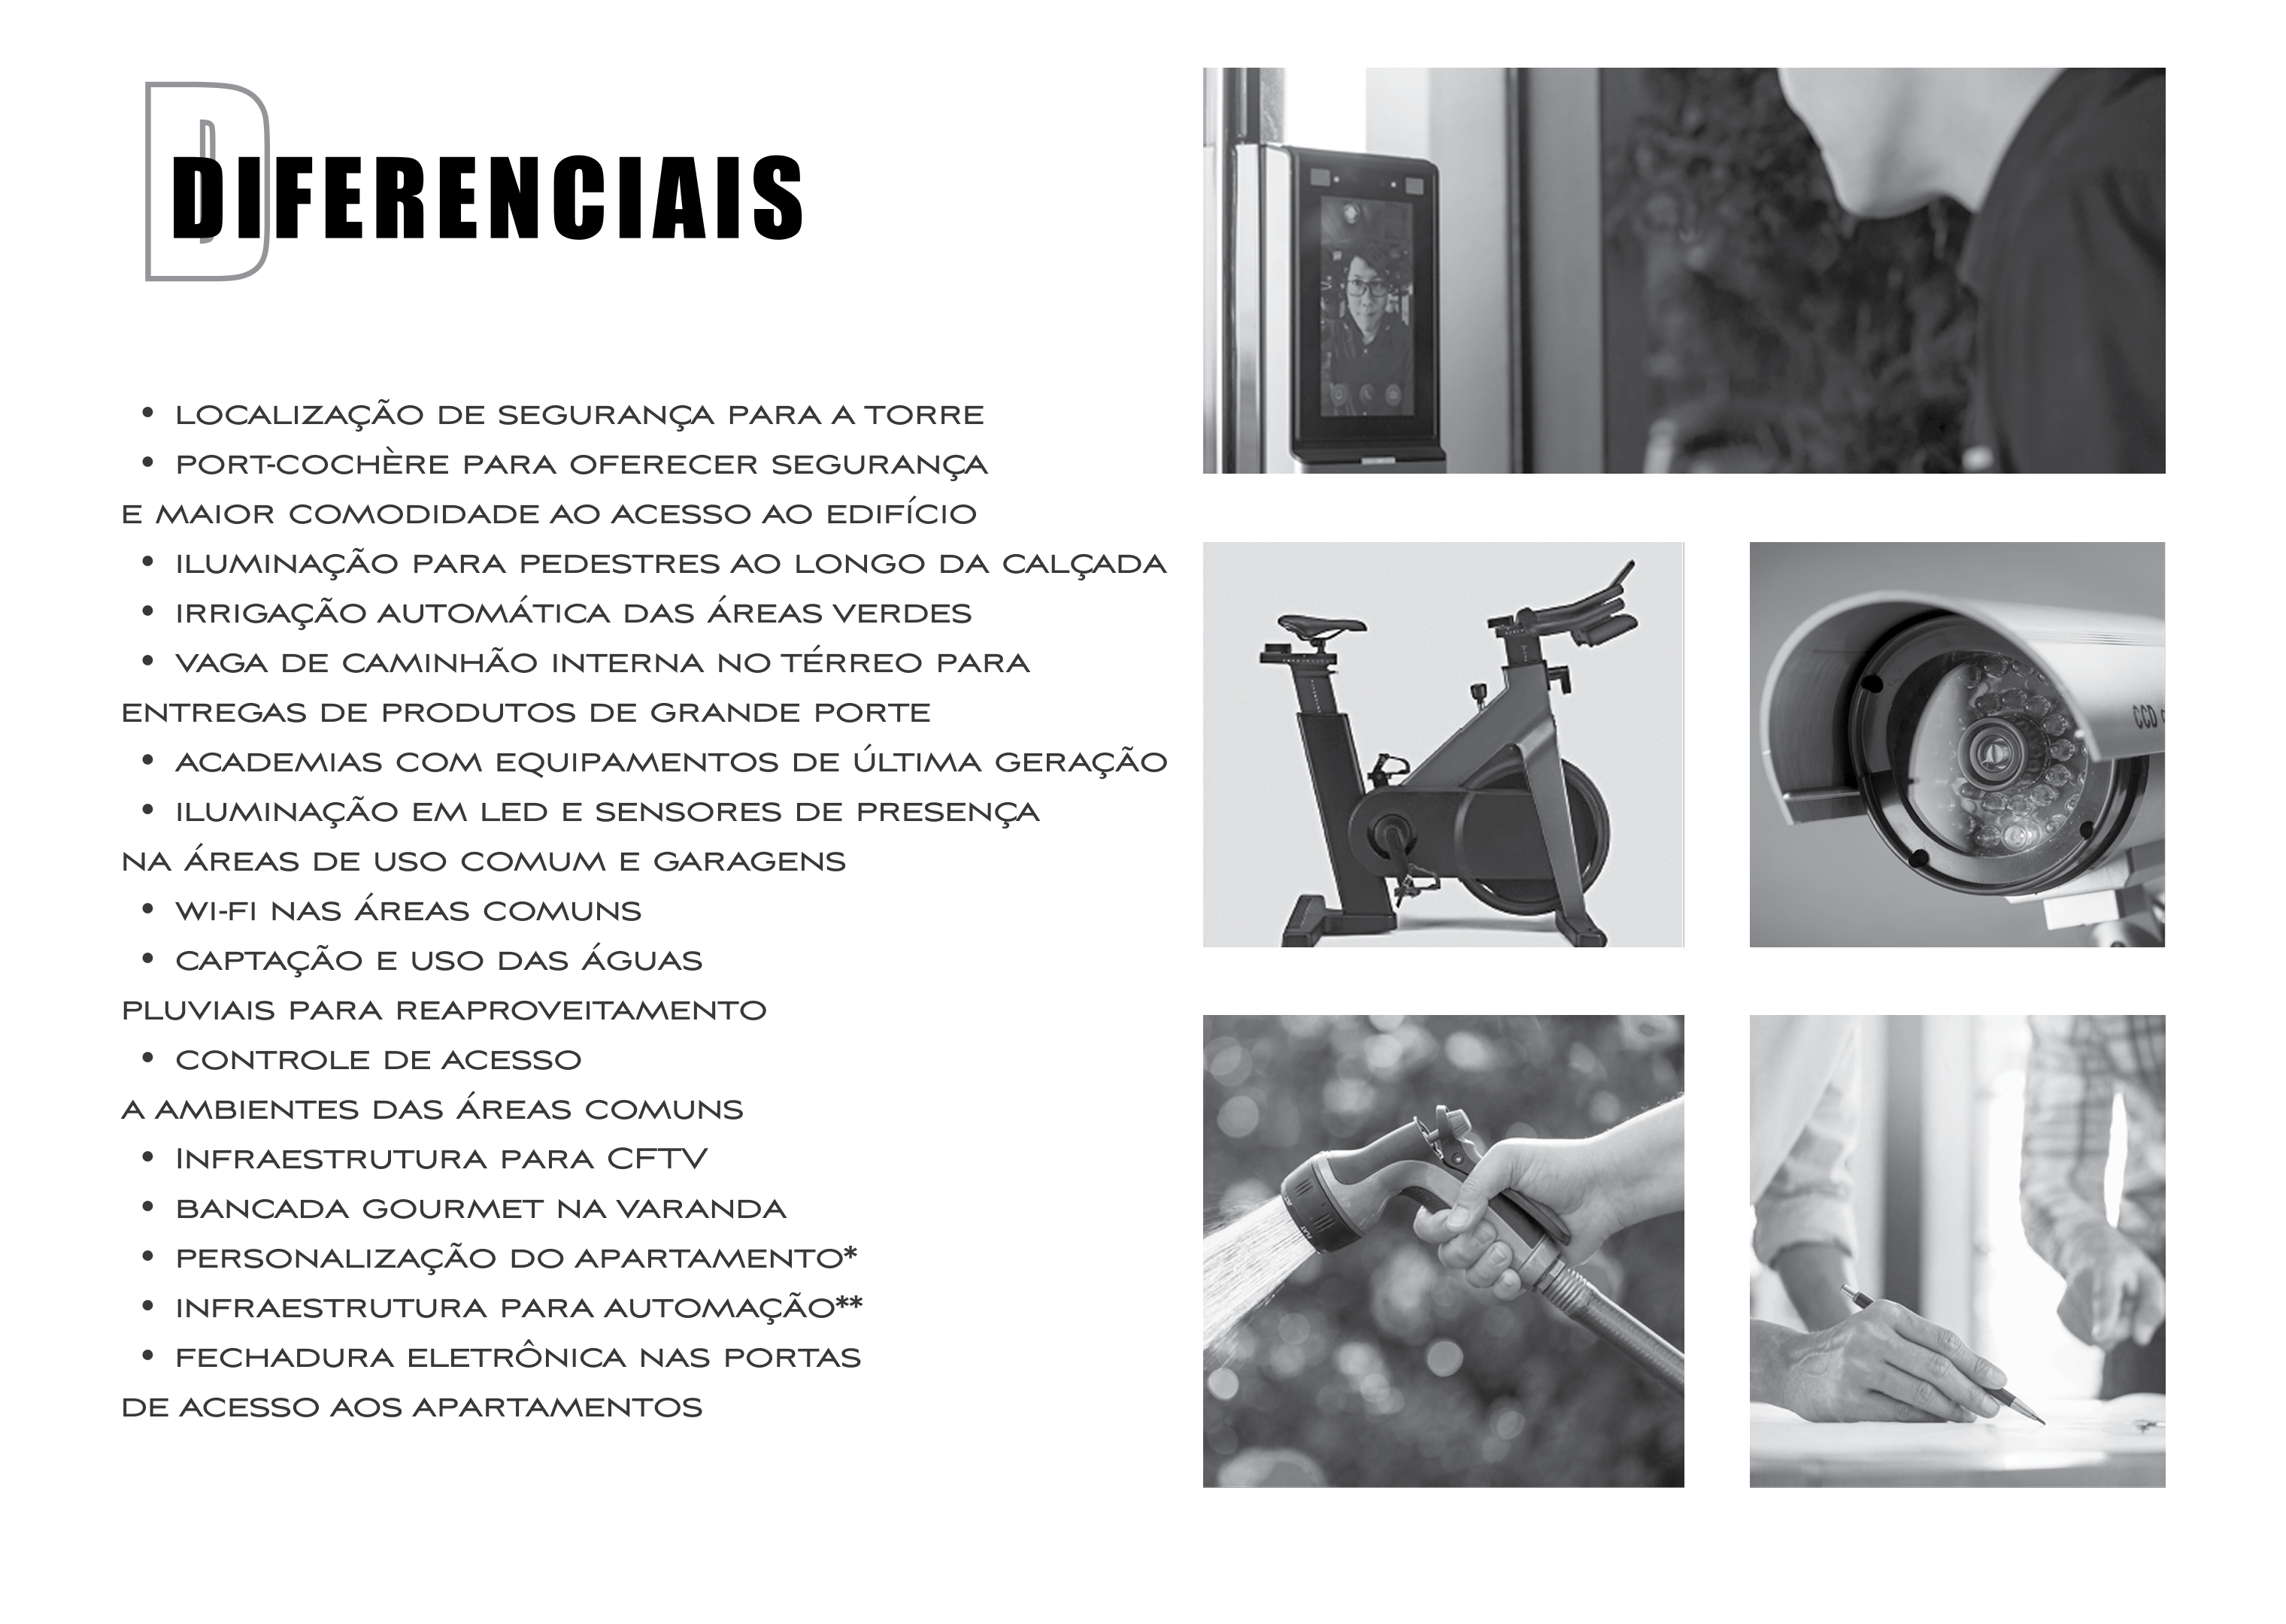 DIFERENCIAIS
• LOCALIZAÇÃO DE SEGURANÇA PARA A TORRE
• PORT-COCHÈRE PARA OFERECER SEGURANÇA
E MAIOR COMODIDADE AO ACESSO AO EDIFÍCIO
• ILUMINAÇÃO PARA PEDESTRES AO LONGO DA CALÇADA
• IRRIGAÇÃO AUTOMÁTICA DAS ÁREAS VERDES
• VAGA DE CAMINHÃO INTERNA NO TÉRREO PARA
ENTREGAS DE PRODUTOS DE GRANDE PORTE
• ACADEMIAS COM EQUIPAMENTOS DE ÚLTIMA GERAÇÃO
• ILUMINAÇÃO EM LED E SENSORES DE PRESENÇA
NA ÁREAS DE USO COMUM E GARAGENS
• WI-FI NAS ÁREAS COMUNS
• CAPTAÇÃO E USO DAS ÁGUAS
PLUVIAIS PARA REAPROVEITAMENTO
• CONTROLE DE ACESSO
A AMBIENTES DAS ÁREAS COMUNS
• INFRAESTRUTURA PARA CFTV
• BANCADA GOURMET NA VARANDA
• PERSONALIZAÇÃO DO APARTAMENTO*
• INFRAESTRUTURA PARA AUTOMAÇÃO**
• FECHADURA ELETRÔNICA NAS PORTAS
DE ACESSO AOS APARTAMENTOS
CCD